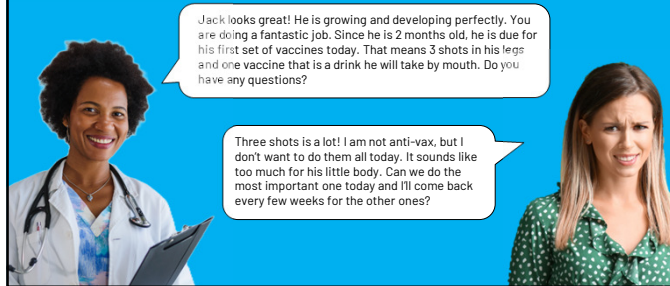 Jack looks great! He is growing and developing perfectly. You
are doing a fantastic job. Since he is 2 months old, he is due for
his first set of vaccines today. That means 3 shots in his legs
and one vaccine that is a drink he will take by mouth. Do you
have any questions?
Three shots is a lot! I am not anti-vax, but I
don't want to do them all today. It sounds like
too much for his little body. Can we do the
most important one today and I'll come back
every few weeks for the other ones?